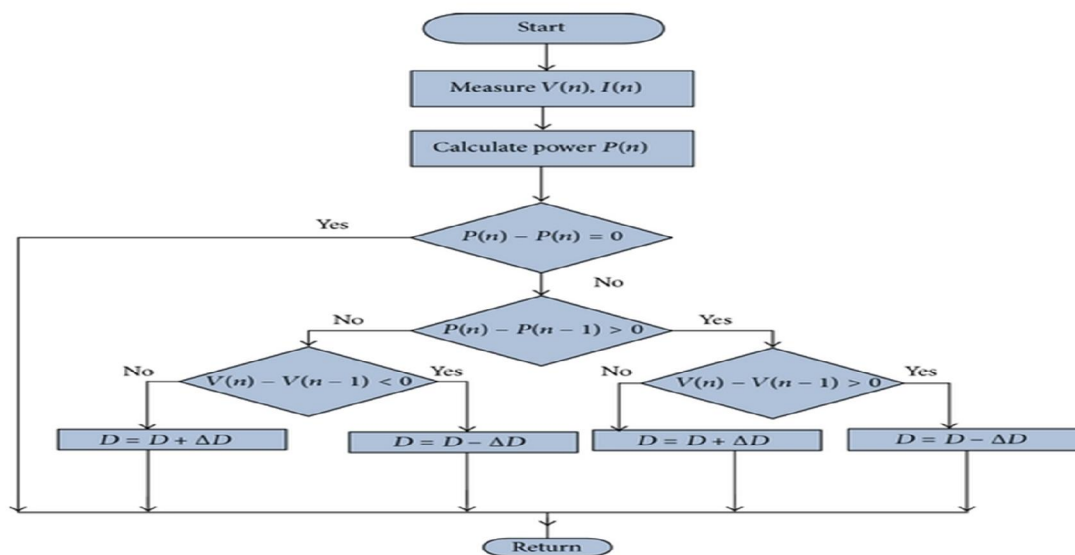 Start
Measure V(n), I(n)
Calculate power P(n)
Yes
P(n) − P(n) = 0
No
No
P(n) − P(n − 1) > 0
Yes
No
V(n) − V(n − 1) < 0
Yes
No
V(n) − V(n − 1) > 0
Yes
D = D + ΔD
D = D − ΔD
D = D + ΔD
D = D − ΔD
Return